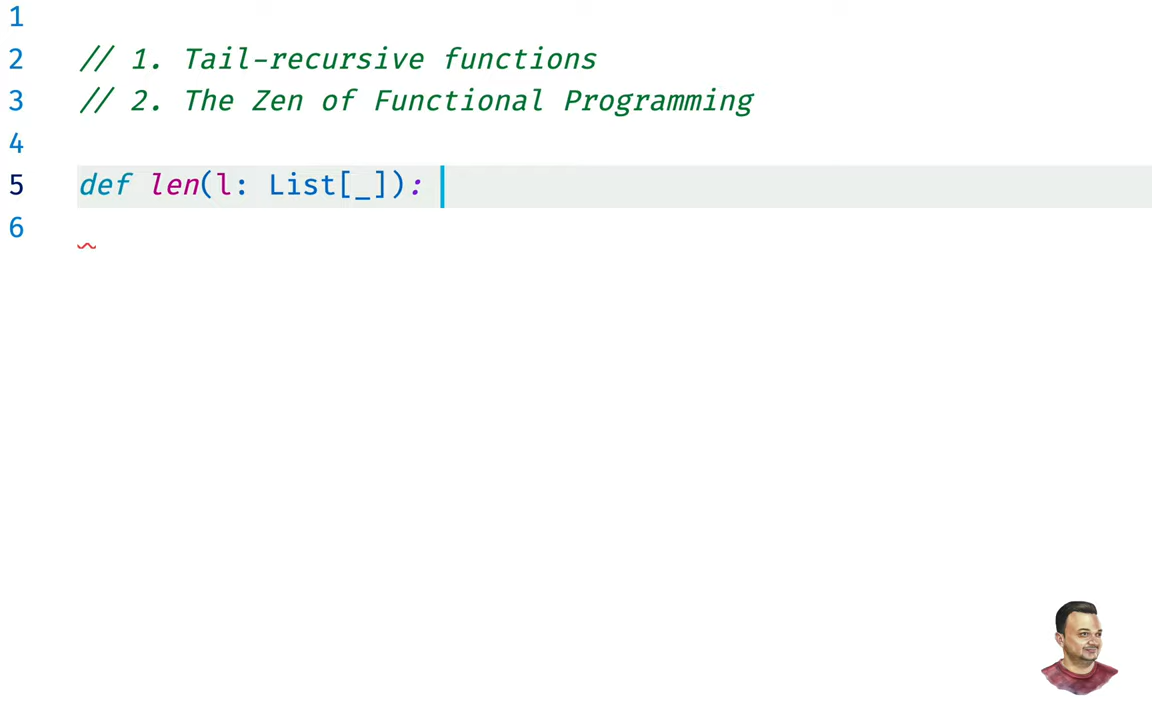 1
2 // 1. Tail-recursive functions
3 // 2. The Zen of Functional Programming
4
5 def len(l: List[_]):
6